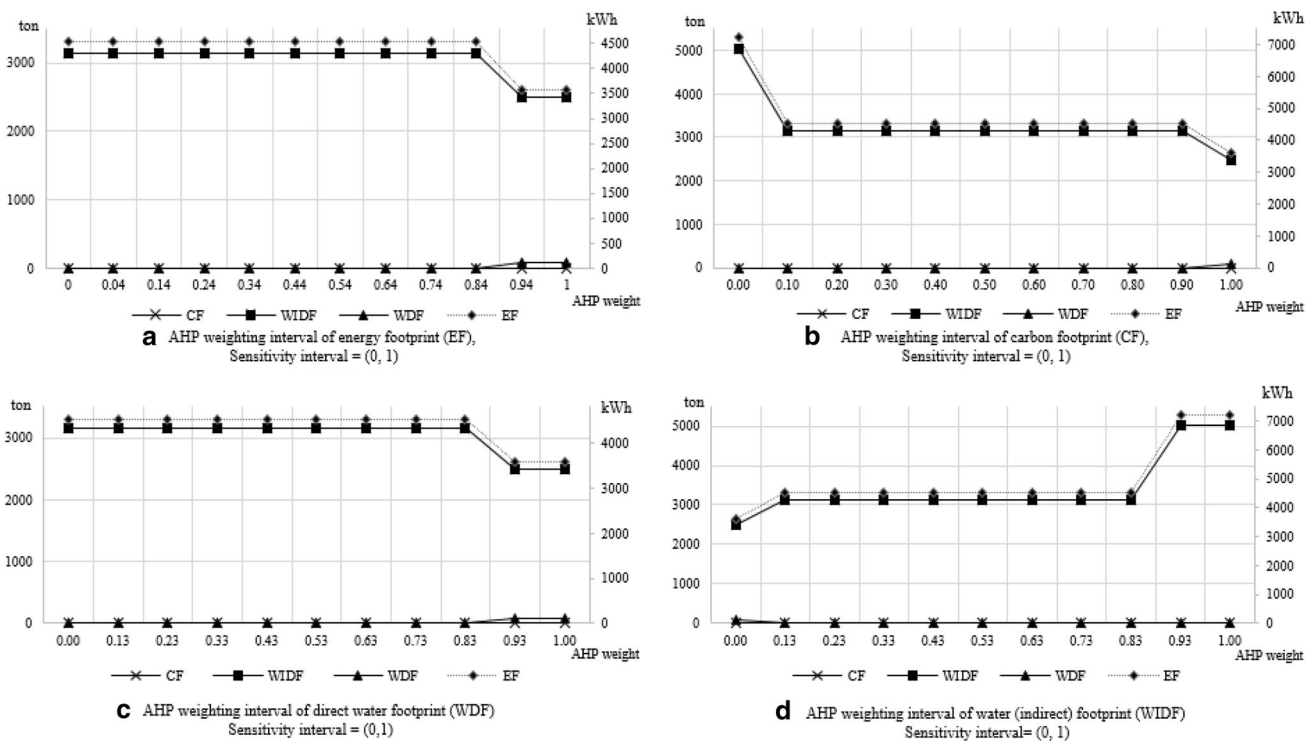 ton kWh
3000
2000
1000
0
4500
4000
3500
3000
2500
2000
1500
1000
500
0
0 0.04 0.14 0.24 0.34 0.44 0.54 0.64 0.74 0.84 0.94 1
AHP weight
CF WIDF WDF EF
a AHP weighting interval of energy footprint (EF),
Sensitivity interval = (0, 1)
ton kWh
5000
4000
3000
2000
1000
0
7000
6000
5000
4000
3000
2000
1000
0
0.00 0.10 0.20 0.30 0.40 0.50 0.60 0.70 0.80 0.90 1.00
AHP weight
CF WIDF WDF EF
b AHP weighting interval of carbon footprint (CF),
Sensitivity interval = (0, 1)
ton kWh
3000
2000
1000
0
4000
3000
2000
1000
0
0.00 0.13 0.23 0.33 0.43 0.53 0.63 0.73 0.83 0.93 1.00
AHP weight
CF WIDF WDF EF
c AHP weighting interval of direct water footprint (WDF)
Sensitivity interval = (0,1)
ton kWh
5000
4000
3000
2000
1000
0
7000
6000
5000
4000
3000
2000
1000
0
0.00 0.13 0.23 0.33 0.43 0.53 0.63 0.73 0.83 0.93 1.00
AHP weight
CF WIDF WDF EF
d AHP weighting interval of water (indirect) footprint (WIDF)
Sensitivity interval= (0, 1)